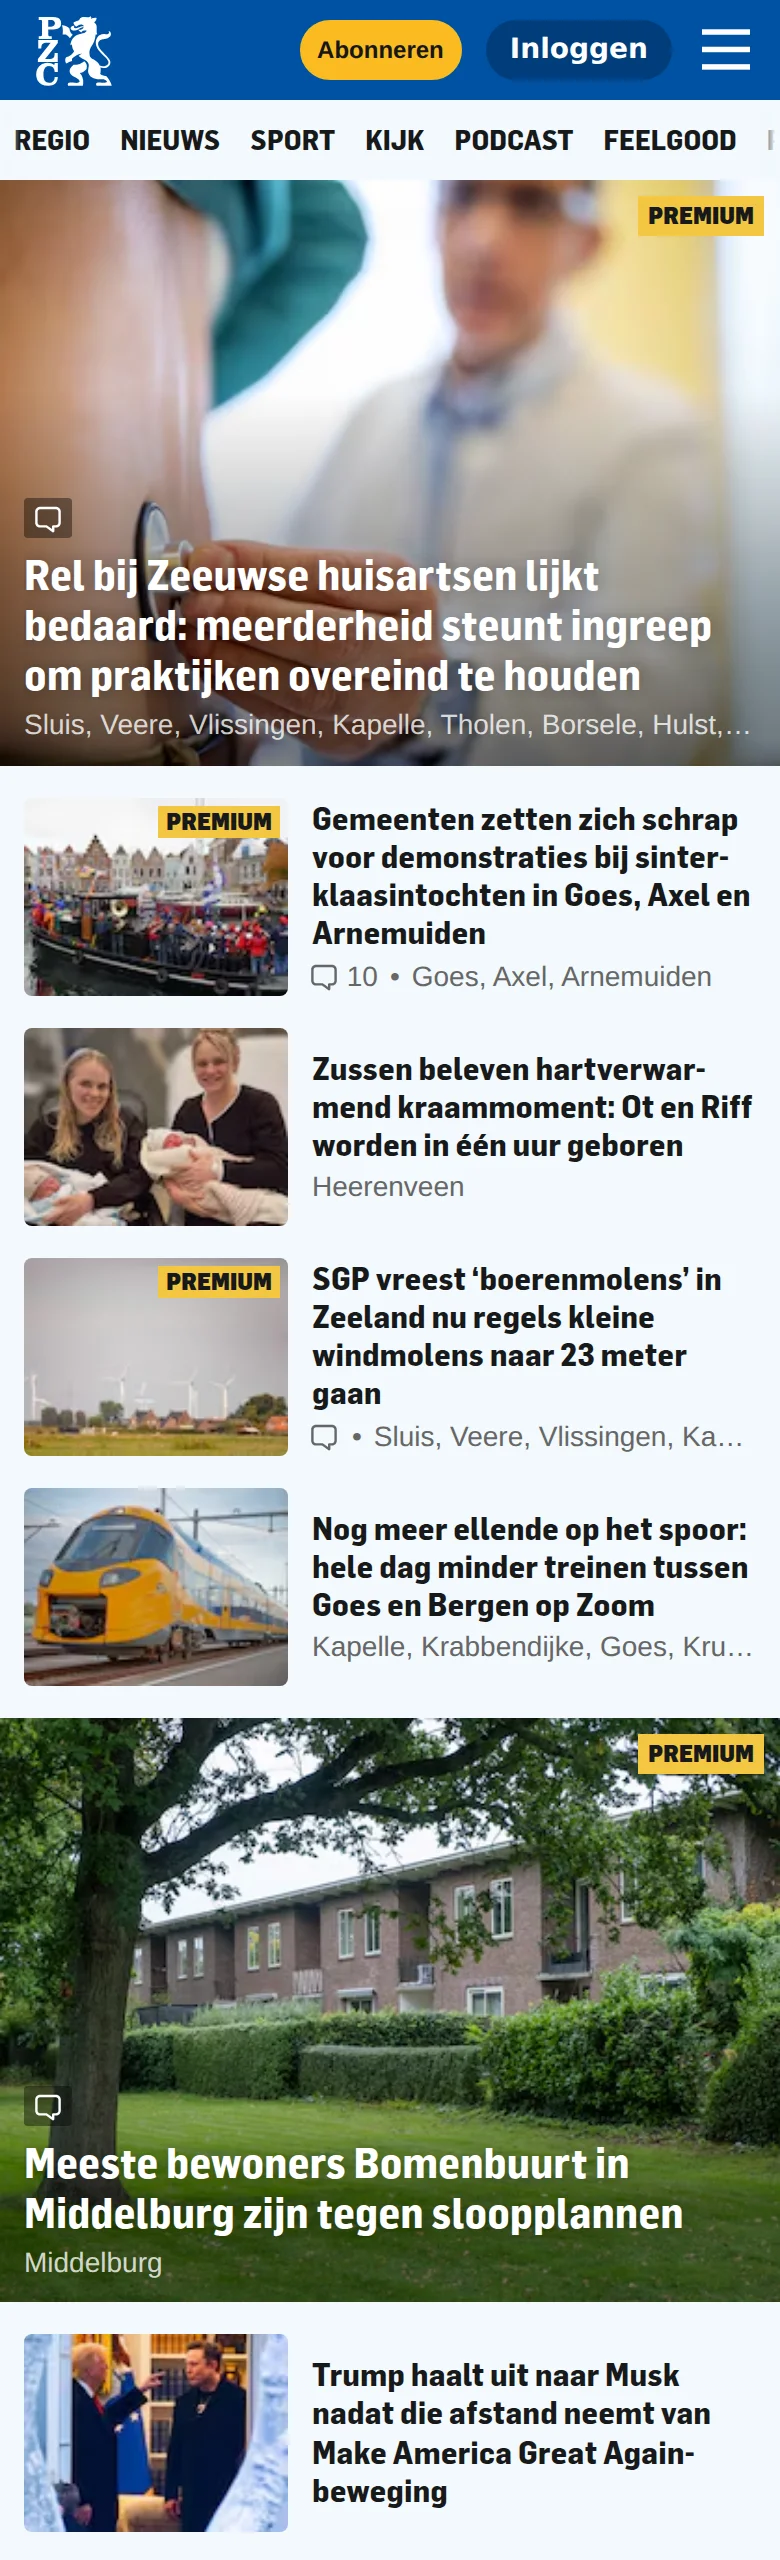 PZC
Abonneren
Inloggen
REGIO NIEUWS SPORT KIJK PODCAST FEELGOOD
PREMIUM
Rel bij Zeeuwse huisartsen lijkt
bedaard: meerderheid steunt ingreep
om praktijken overeind te houden
Sluis, Veere, Vlissingen, Kapelle, Tholen, Borsele, Hulst,…
PREMIUM
Gemeenten zetten zich schrap
voor demonstraties bij sinter-
klaasintochten in Goes, Axel en
Arnemuiden
10 • Goes, Axel, Arnemuiden
Zussen beleven hartverwar-
mend kraammoment: Ot en Riff
worden in één uur geboren
Heerenveen
PREMIUM
SGP vreest ‘boerenmolens’ in
Zeeland nu regels kleine
windmolens naar 23 meter
gaan
• Sluis, Veere, Vlissingen, Ka…
Nog meer ellende op het spoor:
hele dag minder treinen tussen
Goes en Bergen op Zoom
Kapelle, Krabbendijke, Goes, Kru…
PREMIUM
Meeste bewoners Bomenbuurt in
Middelburg zijn tegen sloopplannen
Middelburg
Trump haalt uit naar Musk
nadat die afstand neemt van
Make America Great Again-
beweging